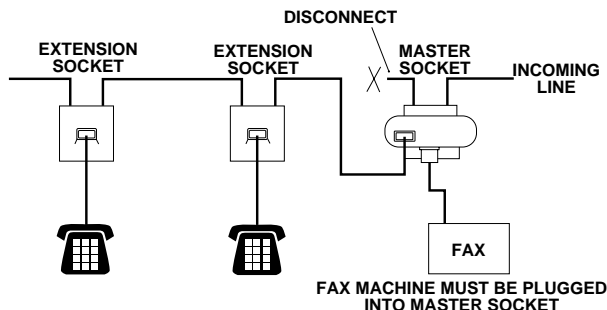 DISCONNECT
EXTENSION
SOCKET
EXTENSION
SOCKET
MASTER
SOCKET
INCOMING
LINE
FAX
FAX MACHINE MUST BE PLUGGED
INTO MASTER SOCKET